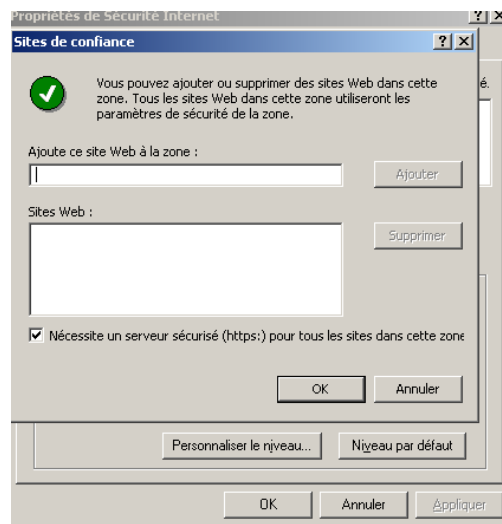 Propriétés de Sécurité Internet
Sites de confiance
Vous pouvez ajouter ou supprimer des sites Web dans cette
zone. Tous les sites Web dans cette zone utiliseront les
paramètres de sécurité de la zone.
é.
Ajoute ce site Web à la zone :
Ajouter
Sites Web :
Supprimer
Nécessite un serveur sécurisé (https:) pour tous les sites dans cette zone
OK
Annuler
Personnaliser le niveau...
Niveau par défaut
OK
Annuler
Appliquer